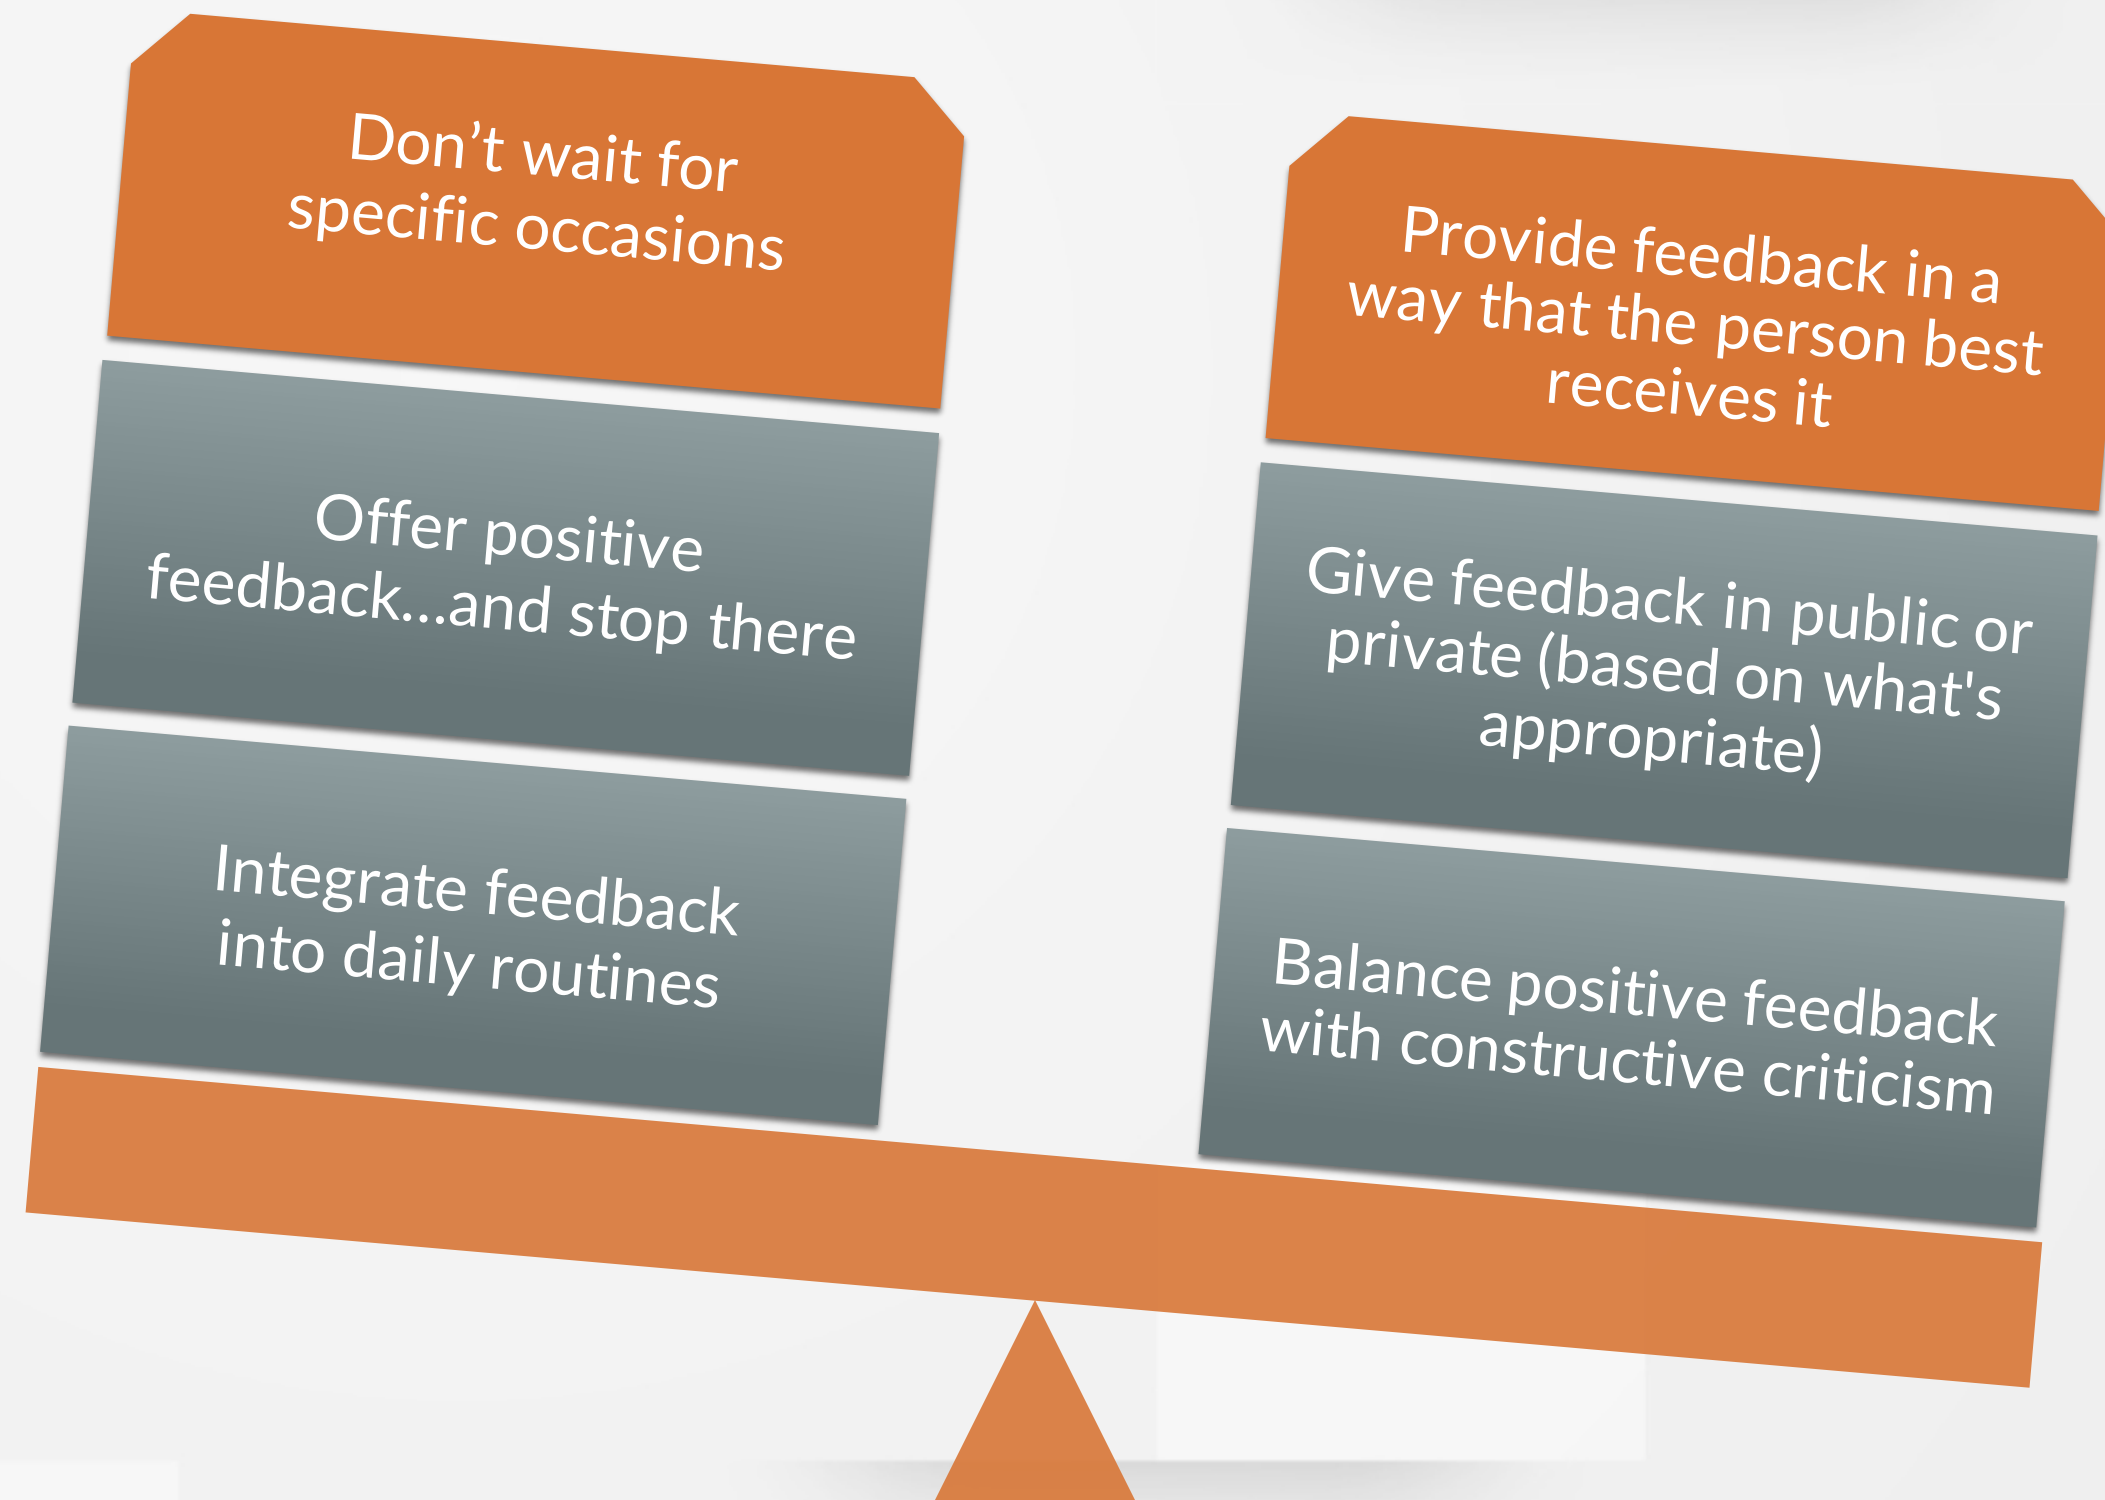 Don’t wait for
specific occasions
Offer positive
feedback...and stop there
Integrate feedback
into daily routines
Provide feedback in a
way that the person best
receives it
Give feedback in public or
private (based on what's
appropriate)
Balance positive feedback
with constructive criticism